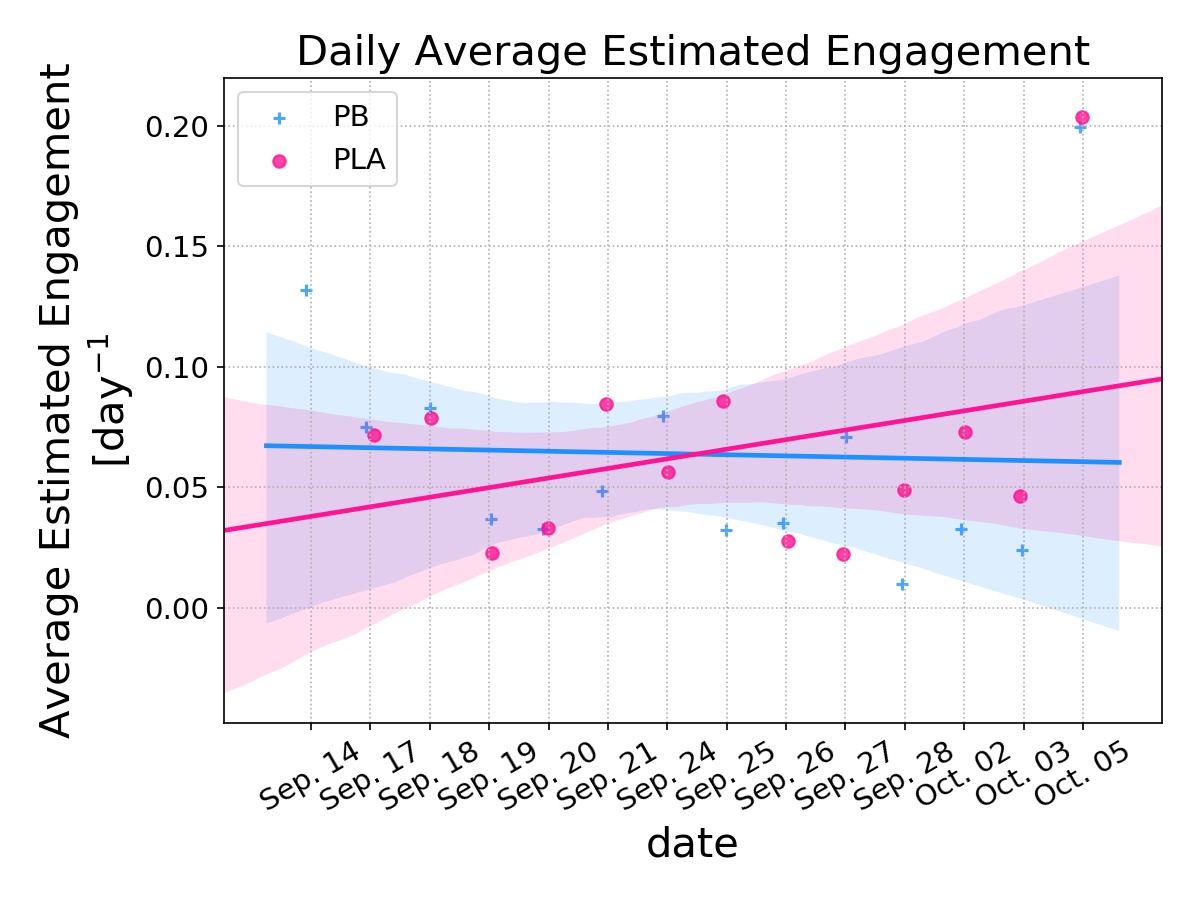 Daily Average Estimated Engagement
Average Estimated Engagement
[day⁻¹]
PB
PLA
0.20
0.15
0.10
0.05
0.00
Sep. 14
Sep. 17
Sep. 18
Sep. 19
Sep. 20
Sep. 21
Sep. 24
Sep. 25
Sep. 26
Sep. 27
Sep. 28
Oct. 02
Oct. 03
Oct. 05
date